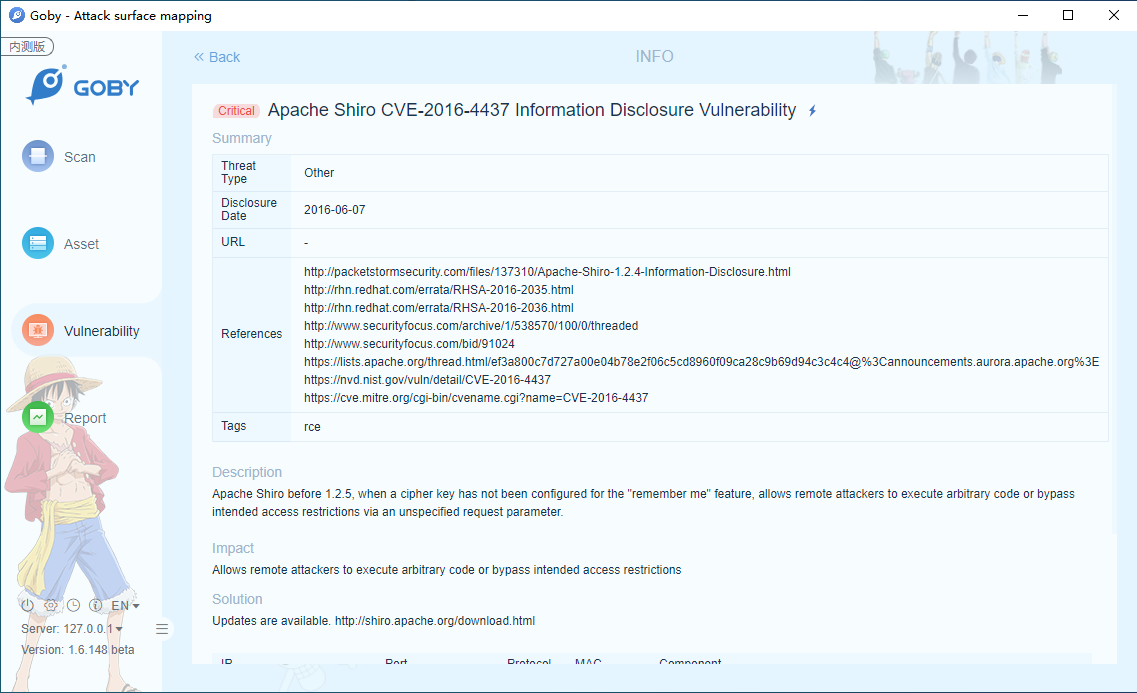 Goby - Attack surface mapping
内测版
GOBY
Scan
Asset
Vulnerability
Report
EN
Server: 127.0.0.1
Version: 1.6.148 beta
« Back
INFO
Critical Apache Shiro CVE-2016-4437 Information Disclosure Vulnerability
Summary
Threat
Type
Other
Disclosure
Date
2016-06-07
URL
-
References
http://packetstormsecurity.com/files/137310/Apache-Shiro-1.2.4-Information-Disclosure.html
http://rhn.redhat.com/errata/RHSA-2016-2035.html
http://rhn.redhat.com/errata/RHSA-2016-2036.html
http://www.securityfocus.com/archive/1/538570/100/0/threaded
http://www.securityfocus.com/bid/91024
https://lists.apache.org/thread.html/ef3a800c7d727a00e04b78e2f06c5cd8960f09ca28c9b69d94c3c4c4@%3Cannouncements.aurora.apache.org%3E
https://nvd.nist.gov/vuln/detail/CVE-2016-4437
https://cve.mitre.org/cgi-bin/cvename.cgi?name=CVE-2016-4437
Tags
rce
Description
Apache Shiro before 1.2.5, when a cipher key has not been configured for the "remember me" feature, allows remote attackers to execute arbitrary code or bypass
intended access restrictions via an unspecified request parameter.
Impact
Allows remote attackers to execute arbitrary code or bypass intended access restrictions
Solution
Updates are available. http://shiro.apache.org/download.html
IP Port Protocol MAC Component